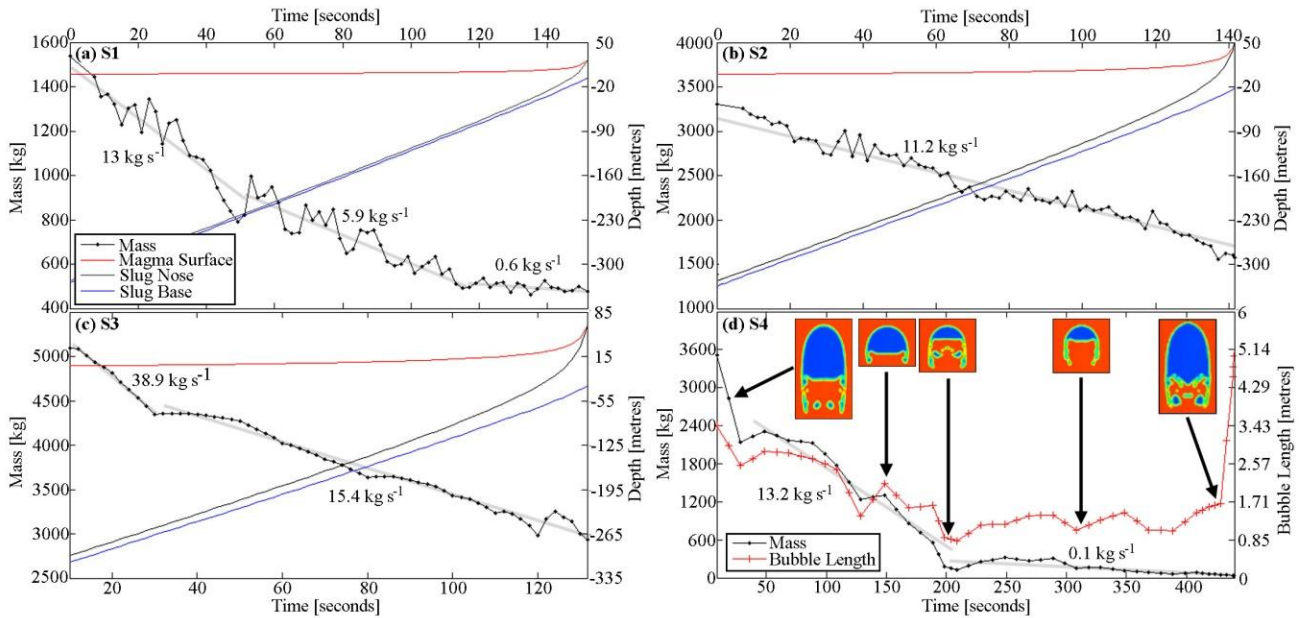 Time [seconds]
0 20 40 60 80 100 120 140
Time [seconds]
0 20 40 60 80 100 120 140
(a) S1
Mass [kg]
1600
1400
1200
1000
800
600
400
13 kg s⁻¹
5.9 kg s⁻¹
0.6 kg s⁻¹
Mass
Magma Surface
Slug Nose
Slug Base
Depth [metres]
50
-20
-90
-160
-230
-300
(b) S2
Mass [kg]
4000
3500
3000
2500
2000
1500
1000
11.2 kg s⁻¹
Depth [metres]
50
-20
-90
-160
-230
-300
(c) S3
Mass [kg]
5000
4500
4000
3500
3000
2500
38.9 kg s⁻¹
15.4 kg s⁻¹
Depth [metres]
85
15
-55
-125
-195
-265
-335
20 40 60 80 100 120
Time [seconds]
(d) S4
Mass [kg]
3600
3000
2400
1800
1200
600
0
13.2 kg s⁻¹
0.1 kg s⁻¹
Mass
Bubble Length
Bubble Length [metres]
6
5.14
4.29
3.43
2.57
1.71
0.85
0
50 100 150 200 250 300 350 400
Time [seconds]